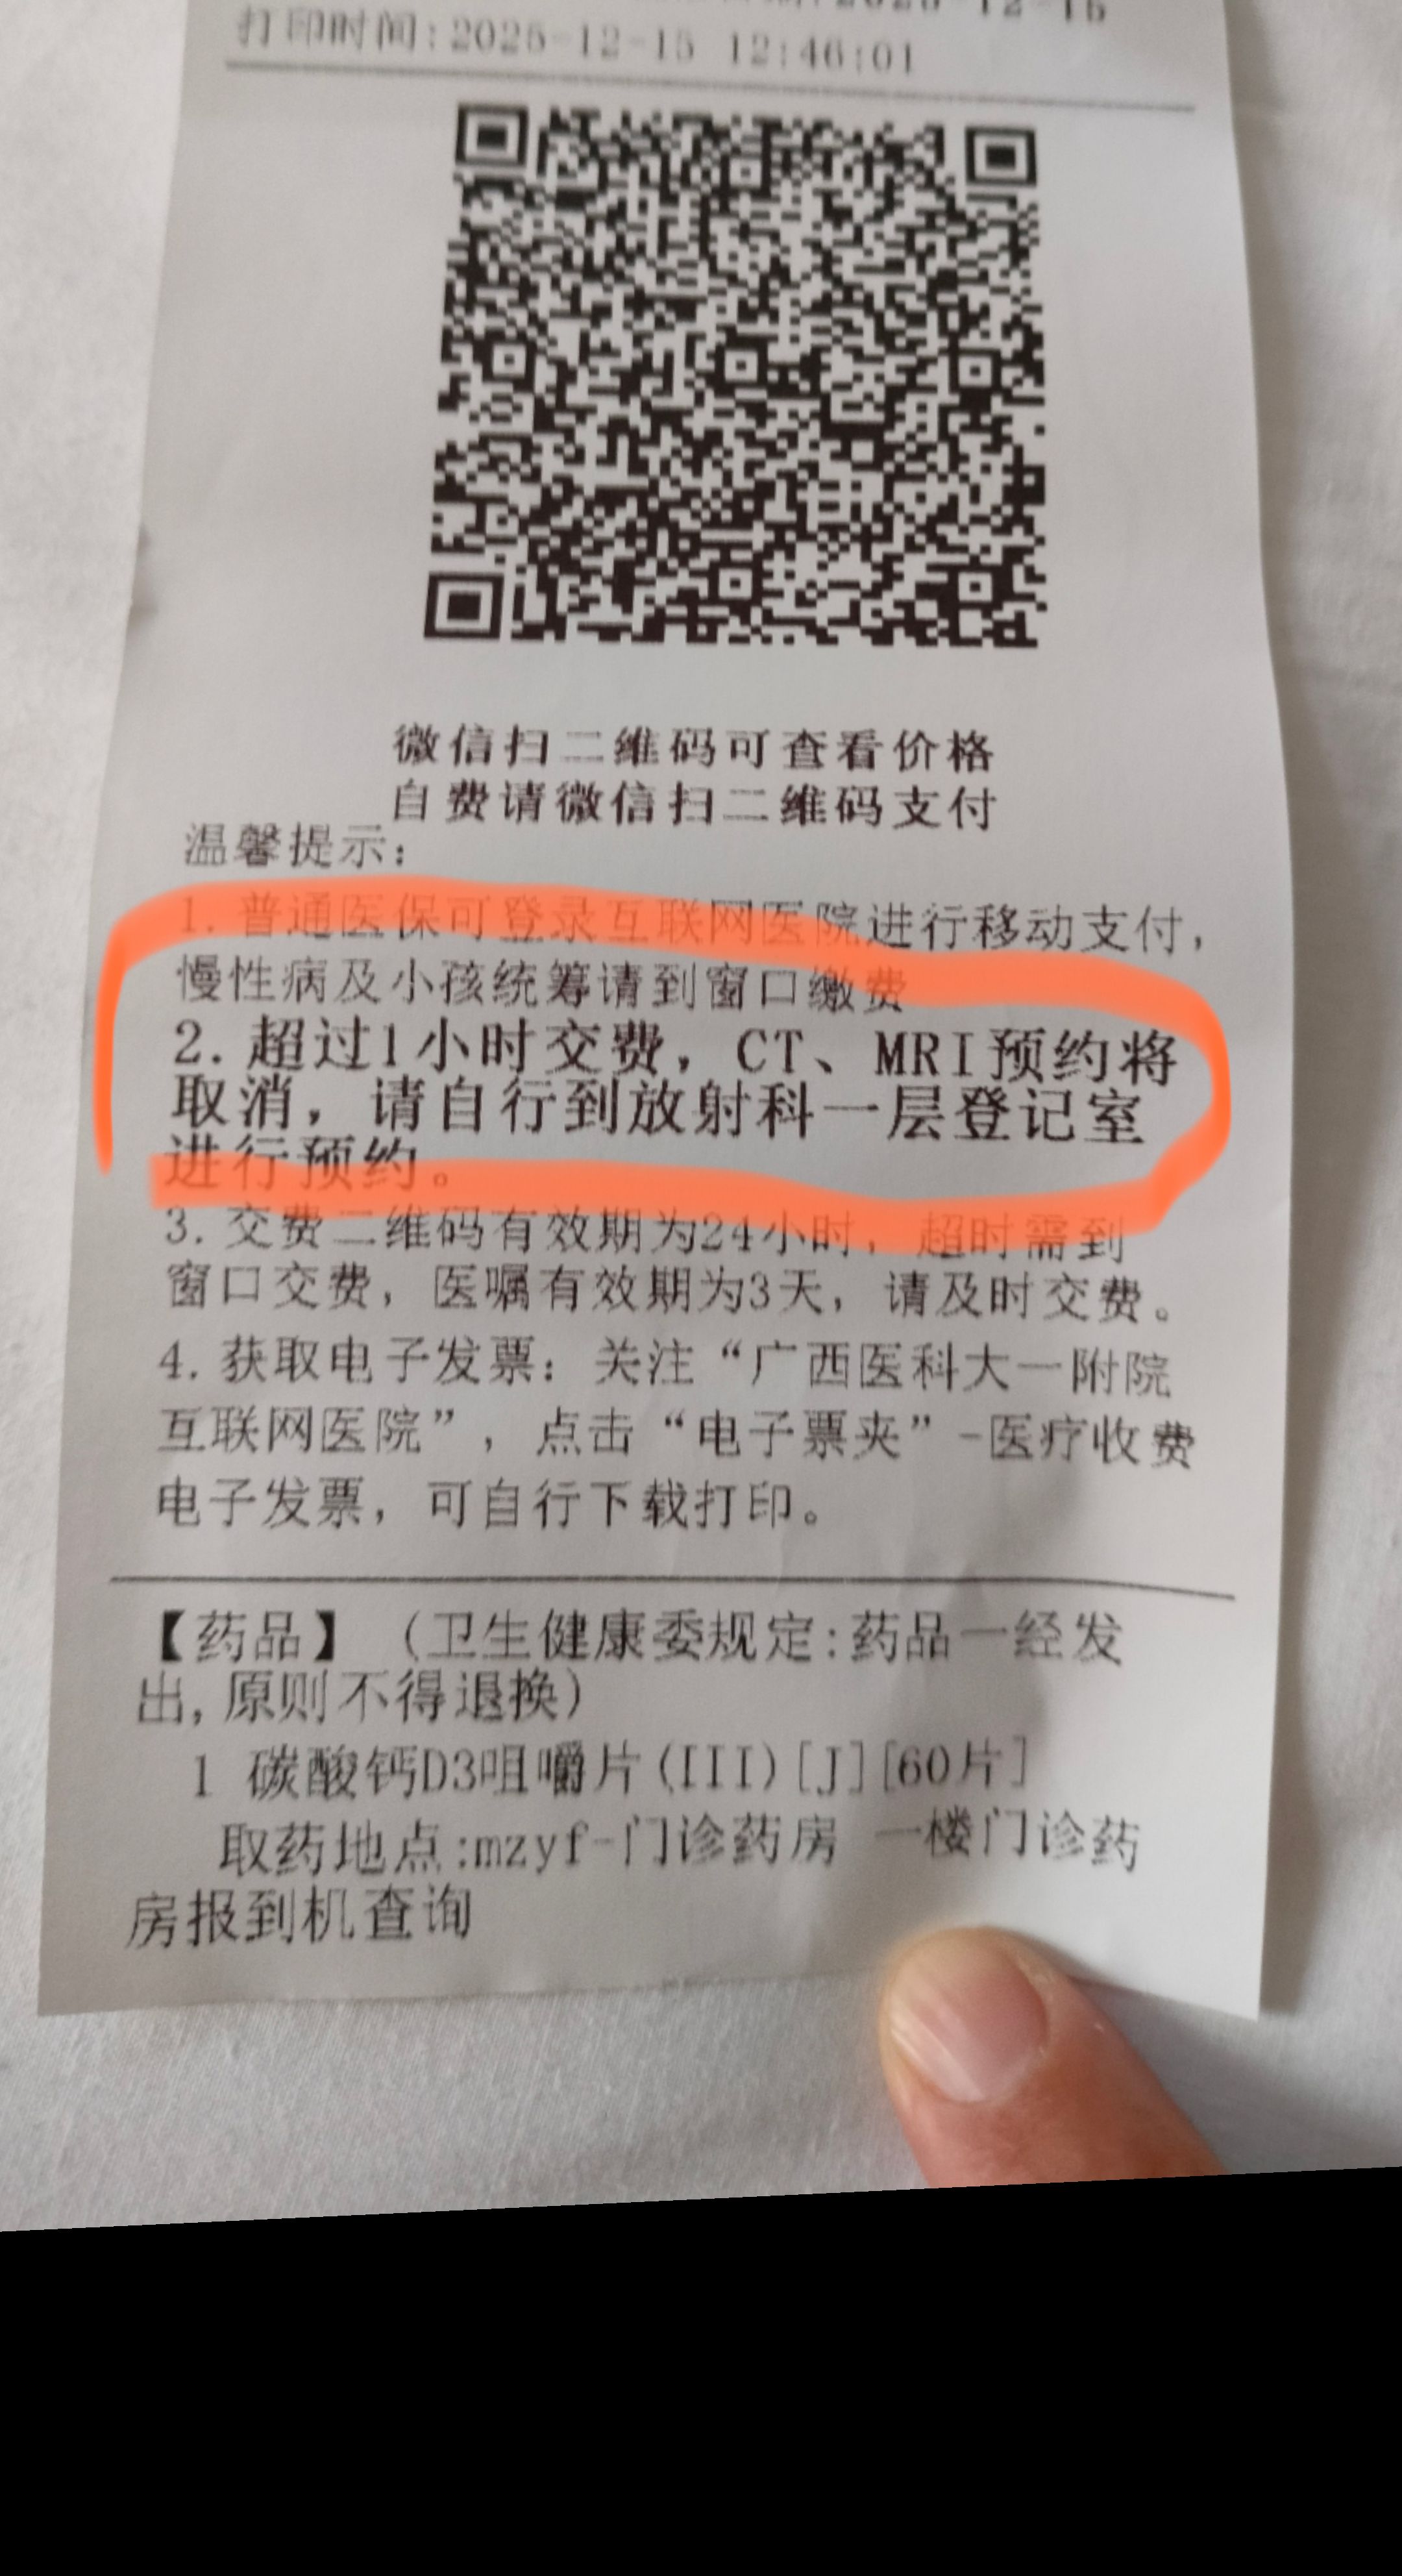 打印时间:2025-12-15 12:46:01
微信扫二维码可查看价格
自费请微信扫二维码支付
温馨提示:
1. 普通医保可登录互联网医院进行移动支付,
慢性病及小孩统筹请到窗口缴费
2. 超过1小时交费, CT、MRI预约将
取消, 请自行到放射科一层登记室
进行预约。
3. 交费二维码有效期为24小时, 超时需到
窗口交费, 医嘱有效期为3天, 请及时交费。
4. 获取电子发票: 关注“广西医科大一附院
互联网医院”, 点击“电子票夹”-医疗收费
电子发票, 可自行下载打印。
【药品】 (卫生健康委规定:药品一经发
出,原则不得退换)
1 碳酸钙D3咀嚼片(III)[J][60片]
取药地点:mzyf-门诊药房 一楼门诊药
房报到机查询